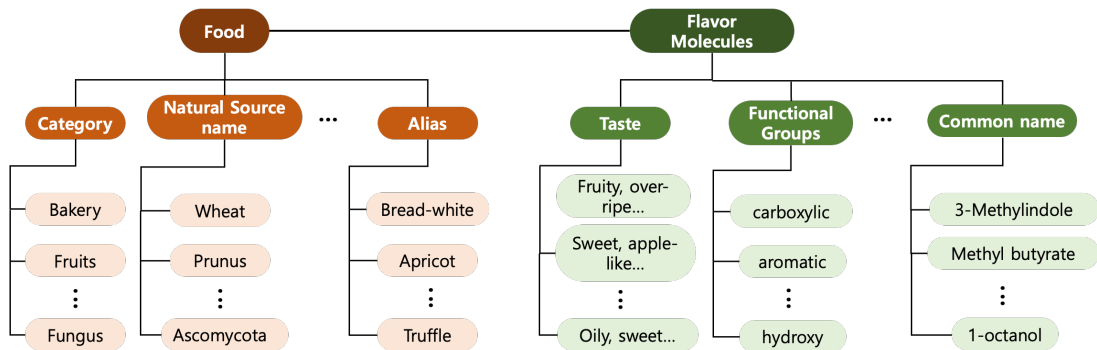 Food
Flavor
Molecules
Category
Natural Source
name
...
Alias
Taste
Functional
Groups
...
Common name
Bakery
Fruits
Fungus
Wheat
Prunus
Ascomycota
Bread-white
Apricot
Truffle
Fruity, over-
ripe...
Sweet, apple-
like...
Oily, sweet...
carboxylic
aromatic
hydroxy
3-Methylindole
Methyl butyrate
1-octanol